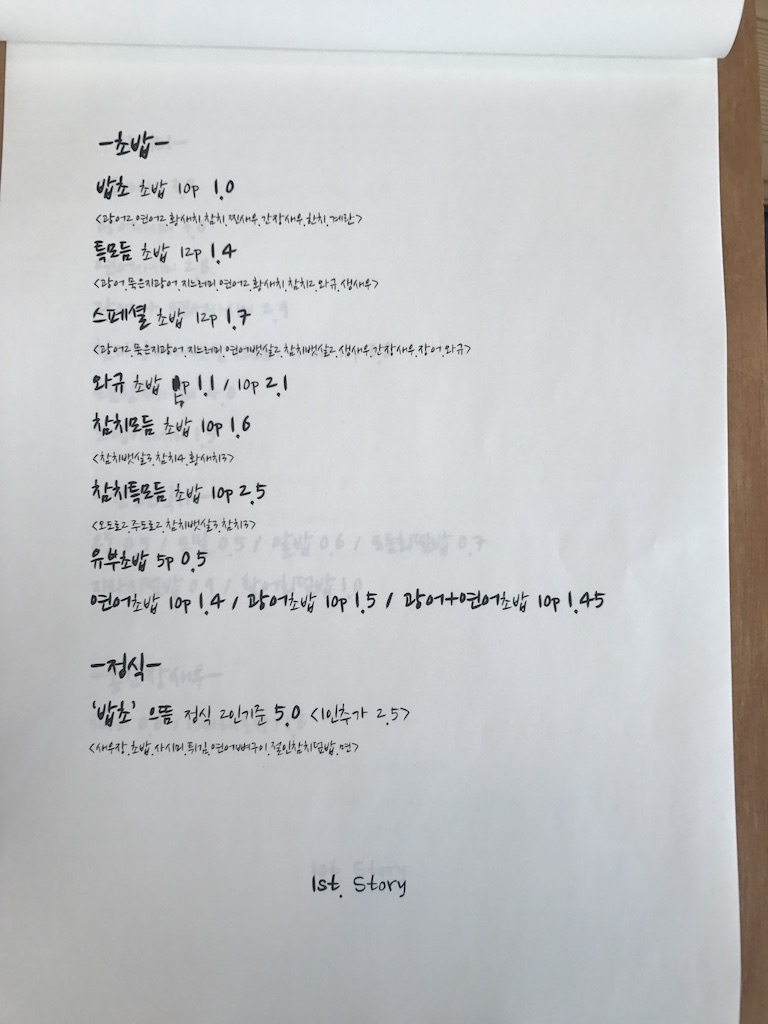 -초밥-
밥초 초밥 10p 1.0
<광어2.연어2.황새치.참치.찐새우.간장새우.한치.계란>
특모듬 초밥 12p 1.4
<광어.묵은지광어.지느러미.연어2.황새치.참치2.와규.생새우>
스페셜 초밥 12p 1.7
<광어2.묵은지광어.지느러미.연어뱃살2.참치뱃살2.생새우.간장새우.장어.와규>
와규 초밥 5p 1.1 / 10p 2.1
참치모듬 초밥 10p 1.6
<참치뱃살3.참치4.황새치3>
참치특모듬 초밥 10p 2.5
<오도로2.주도로2.참치뱃살3.참치3>
유부초밥 5p 0.5
연어초밥 10p 1.4 / 광어초밥 10p 1.5 / 광어+연어초밥 10p 1.45
-정식-
'밥초' 으뜸 정식 2인기준 5.0 <1인추가 2.5>
<새우장.초밥.사시미.튀김.연어뼈구이.절인참치덮밥.면>
1st. Story